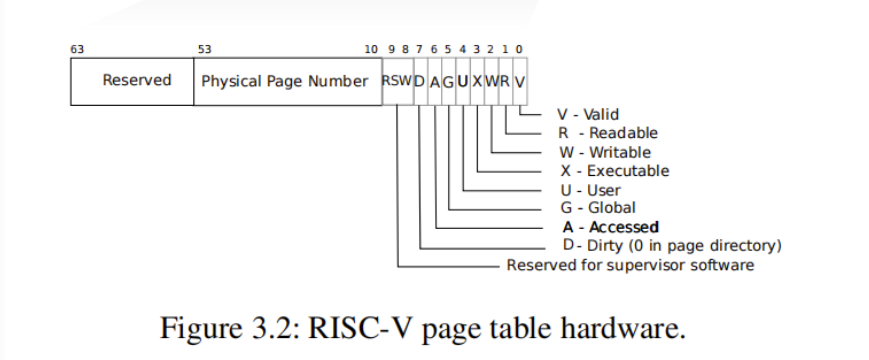 63 53 10 9 8 7 6 5 4 3 2 1 0
Reserved Physical Page Number RSW D A G U X W R V
V - Valid
R - Readable
W - Writable
X - Executable
U - User
G - Global
A - Accessed
D - Dirty (0 in page directory)
Reserved for supervisor software
Figure 3.2: RISC-V page table hardware.